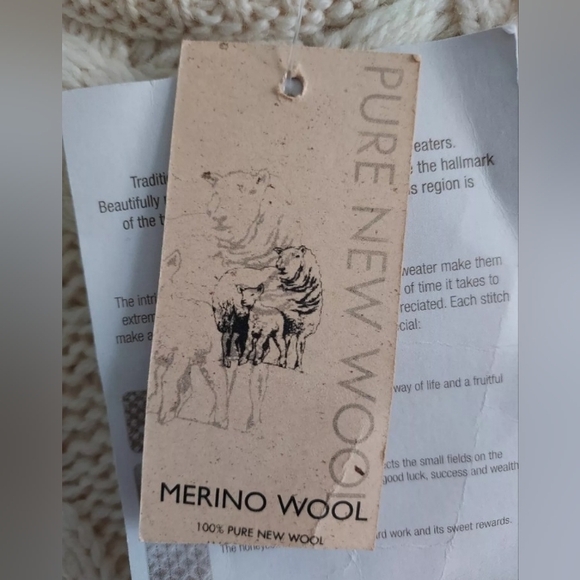 PURE NEW WOOL
MERINO WOOL
100% PURE NEW WOOL
eaters.
the hallmark
region is
Beautifully
of the
weater make them
of time it takes to
The
reciated. Each stitch
make a
cial:
way of life and a fruitful
cts the small fields on the
good luck, success and wealth
rd work and its sweet rewards.